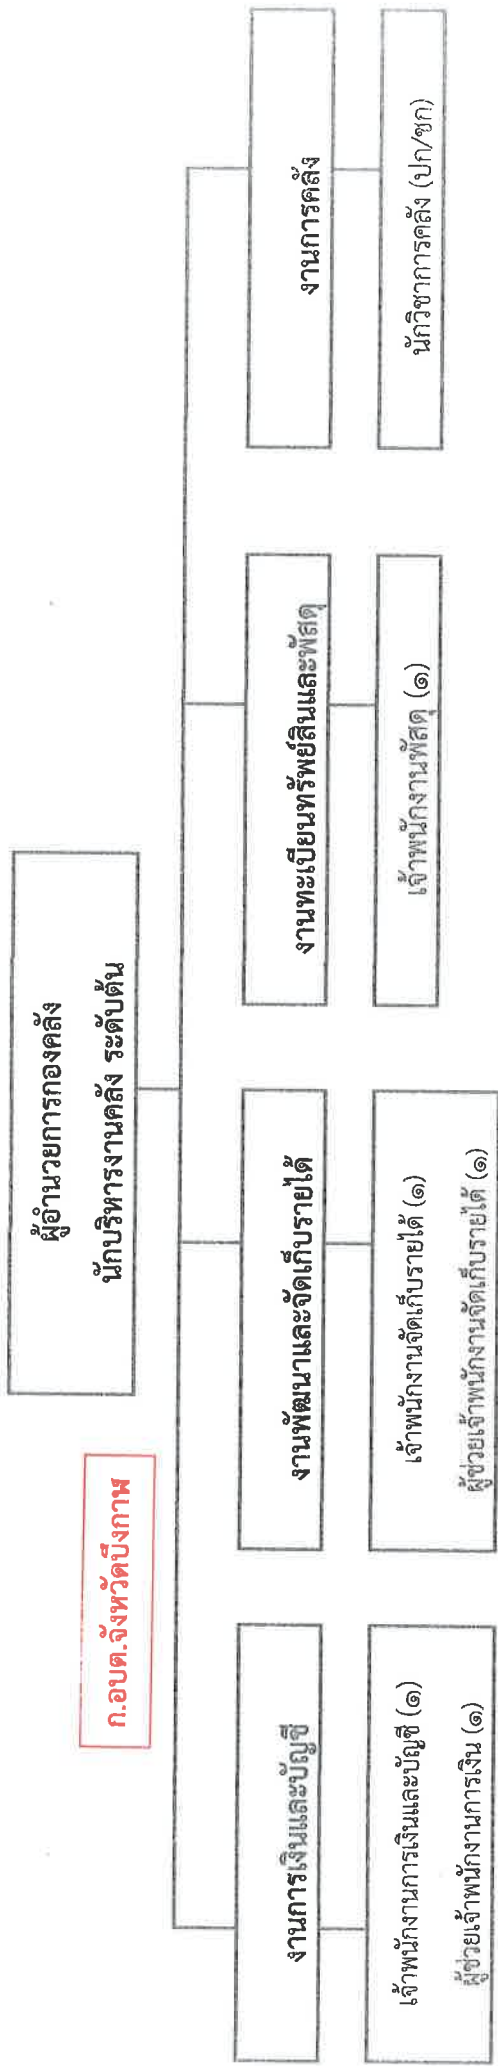 ผู้อำนวยการกองคลัง
นักบริหารงานคลัง ระดับต้น
ก.อบต.จังหวัดบึงกาฬ
งานการเงินและบัญชี
เจ้าพนักงานการเงินและบัญชี (๑)
ผู้ช่วยเจ้าพนักงานการเงิน (๑)
งานพัฒนาและจัดเก็บรายได้
เจ้าพนักงานจัดเก็บรายได้ (๑)
ผู้ช่วยเจ้าพนักงานจัดเก็บรายได้ (๑)
งานทะเบียนทรัพย์สินและพัสดุ
เจ้าพนักงานพัสดุ (๑)
งานการคลัง
นักวิชาการคลัง (ปก/ชก)